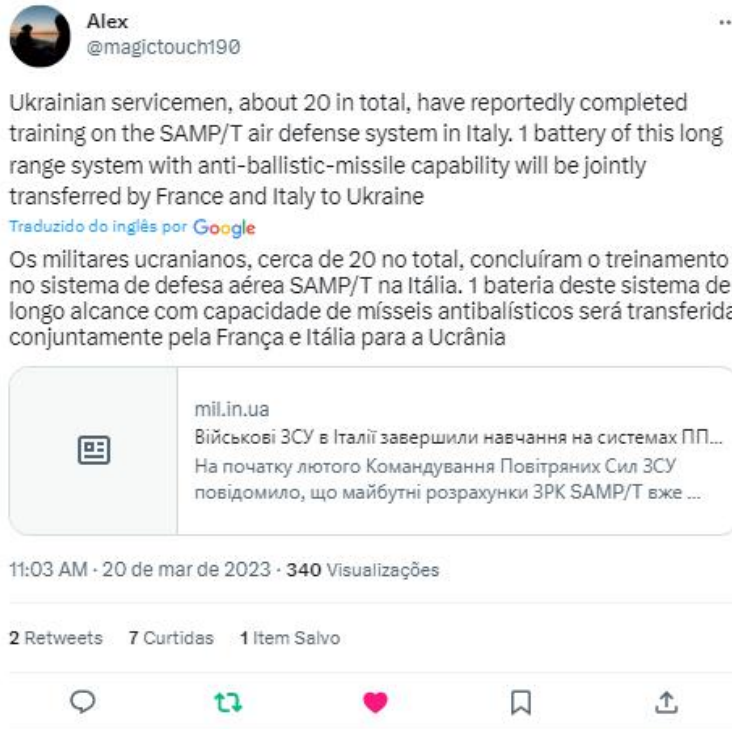 Alex
@magictouch190
Ukrainian servicemen, about 20 in total, have reportedly completed
training on the SAMP/T air defense system in Italy. 1 battery of this long
range system with anti-ballistic-missile capability will be jointly
transferred by France and Italy to Ukraine
Traduzido do inglês por Google
Os militares ucranianos, cerca de 20 no total, concluíram o treinamento
no sistema de defesa aérea SAMP/T na Itália. 1 bateria deste sistema de
longo alcance com capacidade de mísseis antibalísticos será transferida
conjuntamente pela França e Itália para a Ucrânia
mil.in.ua
Військові ЗСУ в Італії завершили навчання на системах ПП...
На початку лютого Командування Повітряних Сил ЗСУ
повідомило, що майбутні розрахунки ЗРК SAMP/T вже ...
11:03 AM · 20 de mar de 2023 · 340 Visualizações
2 Retweets 7 Curtidas 1 Item Salvo